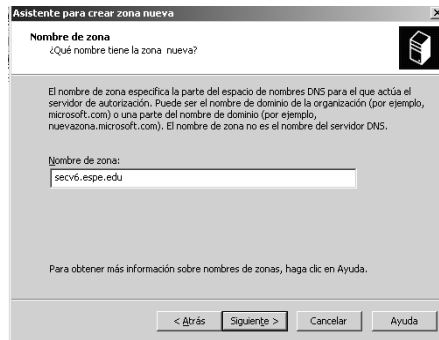 Asistente para crear zona nueva
Nombre de zona
¿Qué nombre tiene la zona nueva?
El nombre de zona especifica la parte del espacio de nombres DNS para el que actúa el
servidor de autorización. Puede ser el nombre de dominio de la organización (por ejemplo,
microsoft.com) o una parte del nombre de dominio (por ejemplo,
nuevazona.microsoft.com). El nombre de zona no es el nombre del servidor DNS.
Nombre de zona:
secv6.espe.edu
Para obtener más información sobre nombres de zonas, haga clic en Ayuda.
< Atrás Siguiente > Cancelar Ayuda